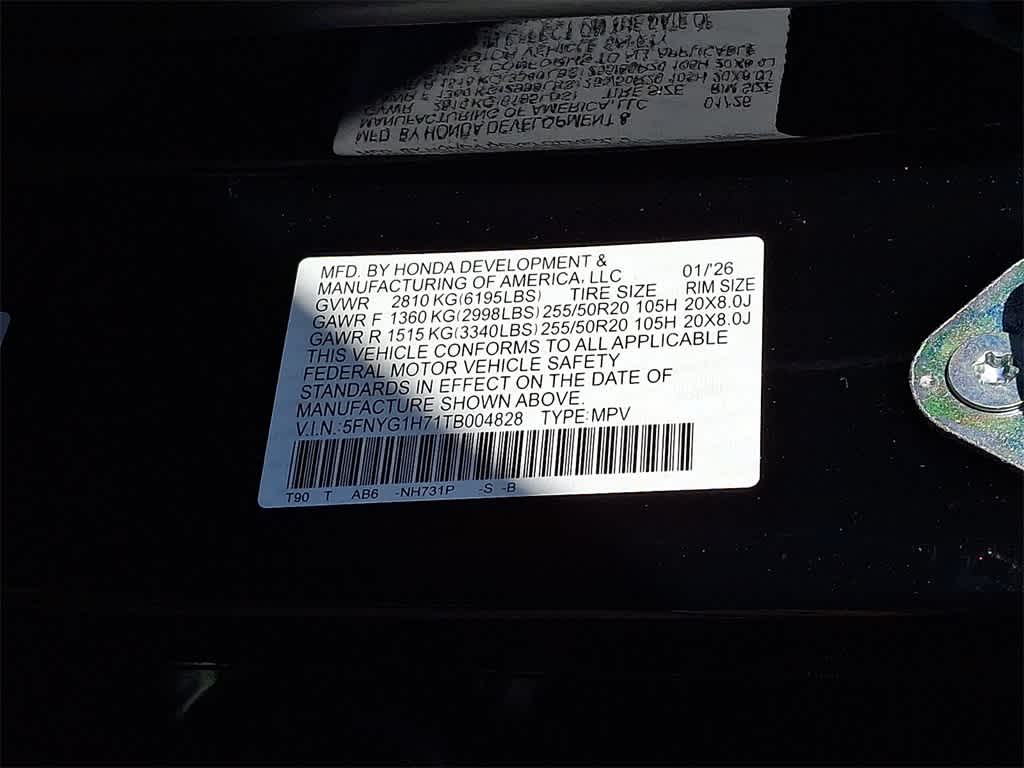 MFD. BY HONDA DEVELOPMENT &
MANUFACTURING OF AMERICA, LLC 01/'26
GVWR 2810 KG(6195LBS) TIRE SIZE RIM SIZE
GAWR F 1360 KG(2998LBS) 255/50R20 105H 20X8.0J
GAWR R 1515 KG(3340LBS) 255/50R20 105H 20X8.0J
THIS VEHICLE CONFORMS TO ALL APPLICABLE
FEDERAL MOTOR VEHICLE SAFETY
STANDARDS IN EFFECT ON THE DATE OF
MANUFACTURE SHOWN ABOVE.
V.I.N.:5FNYG1H71TB004828 TYPE:MPV
T90 T AB6 -NH731P -S -B